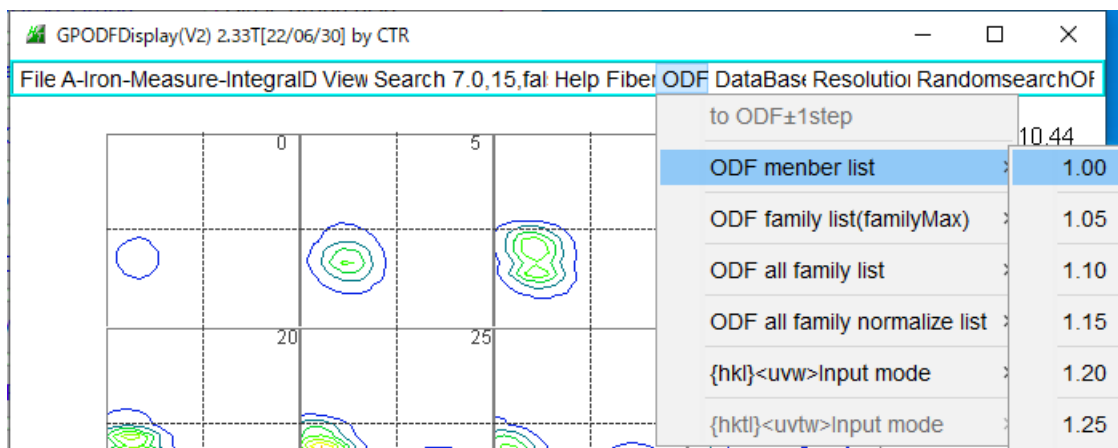 GPODFDisplay(V2) 2.33T[22/06/30] by CTR
File A-Iron-Measure-IntegralD View Search 7.0,15,fal Help Fiber ODF DataBase Resolution RandomsearchOF
to ODF±1step
10.44
0 5
ODF menber list 1.00
ODF family list(familyMax) 1.05
ODF all family list 1.10
ODF all family normalize list 1.15
20 25
{hkl}<uvw>Input mode 1.20
{hktl}<uvtw>Input mode 1.25